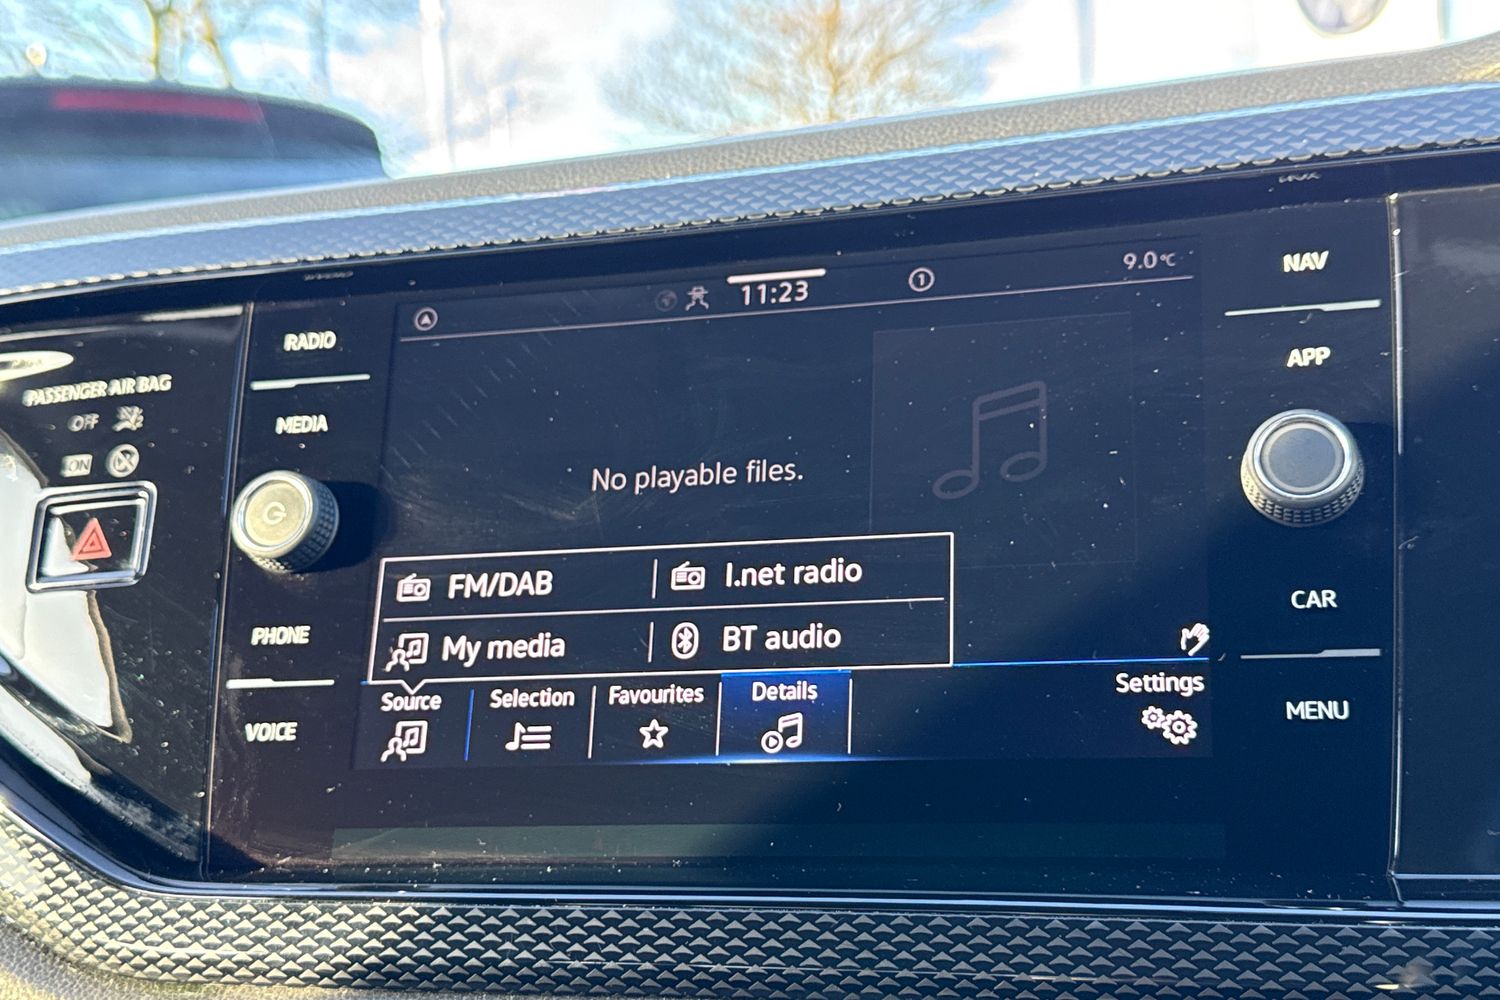 PASSENGER AIR BAG
OFF
ON
RADIO
MEDIA
PHONE
VOICE
11:23
1
9.0°C
No playable files.
FM/DAB
I.net radio
My media
BT audio
Source
Selection
Favourites
Details
Settings
NAV
APP
CAR
MENU